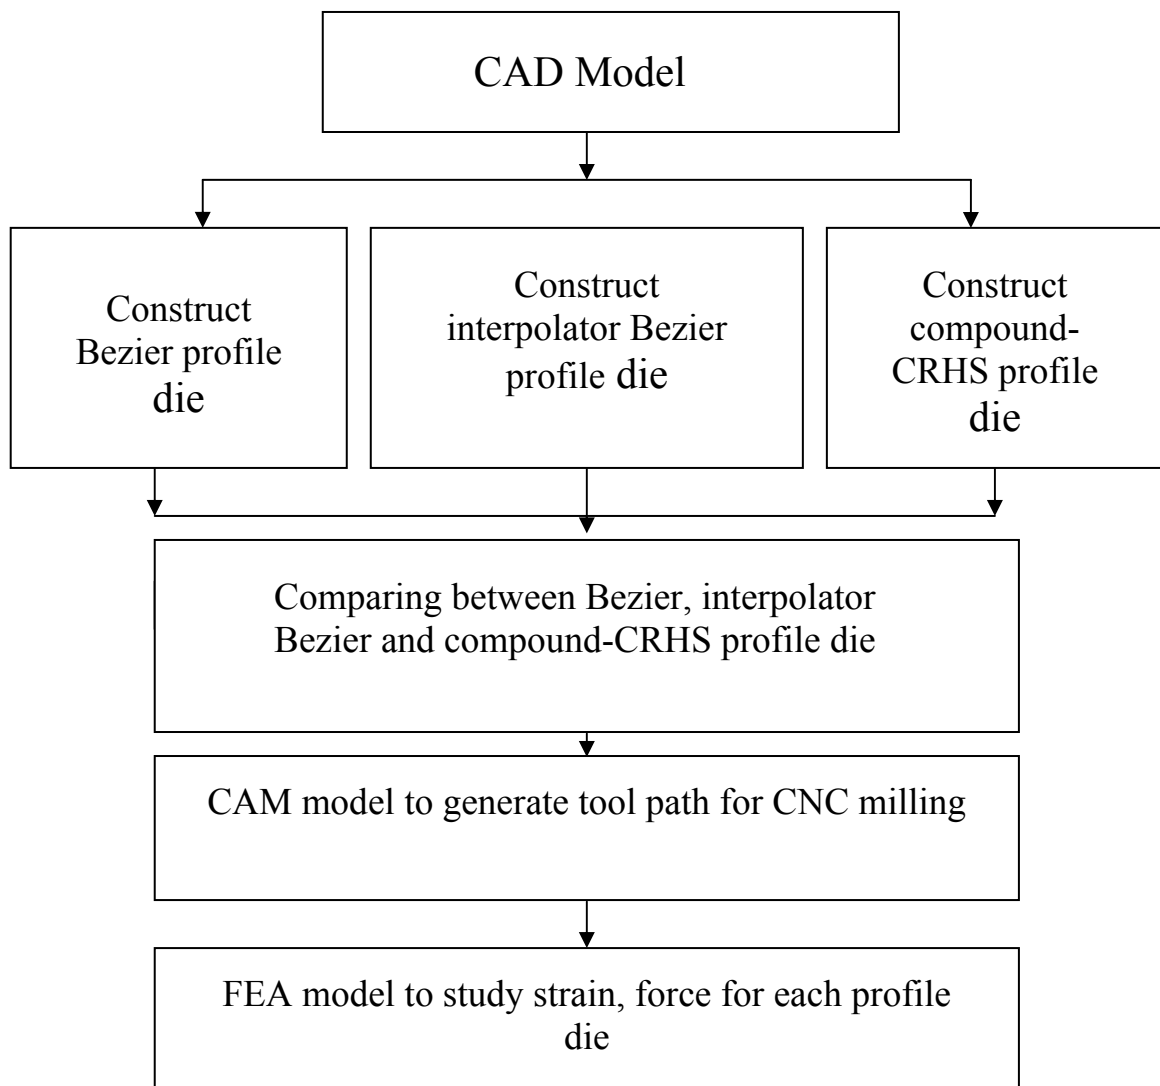 CAD Model
Construct
Bezier profile
die
Construct
interpolator Bezier
profile die
Construct
compound-
CRHS profile
die
Comparing between Bezier, interpolator
Bezier and compound-CRHS profile die
CAM model to generate tool path for CNC milling
FEA model to study strain, force for each profile
die